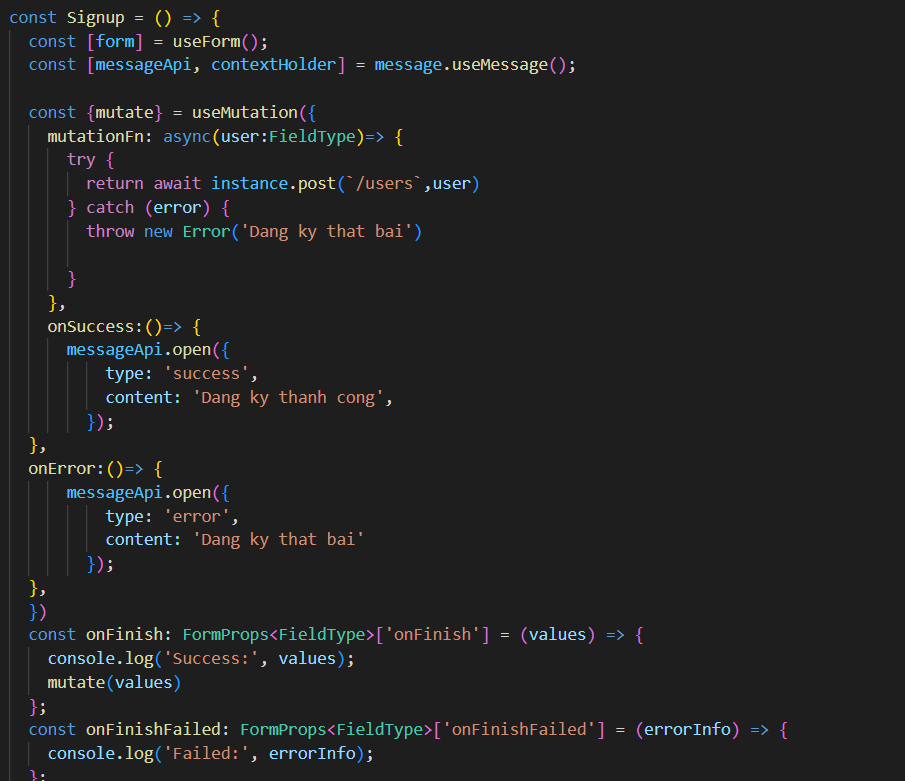 const Signup = () => {
  const [form] = useForm();
  const [messageApi, contextHolder] = message.useMessage();

  const {mutate} = useMutation({
    mutationFn: async(user:FieldType)=> {
      try {
        return await instance.post(`/users`,user)
      } catch (error) {
        throw new Error('Dang ky that bai')

      }
    },
    onSuccess:()=> {
      messageApi.open({
          type: 'success',
          content: 'Dang ky thanh cong',
        });
  },
  onError:()=> {
      messageApi.open({
          type: 'error',
          content: 'Dang ky that bai'
        });
  },
  })
  const onFinish: FormProps<FieldType>['onFinish'] = (values) => {
    console.log('Success:', values);
    mutate(values)
  };
  const onFinishFailed: FormProps<FieldType>['onFinishFailed'] = (errorInfo) => {
    console.log('Failed:', errorInfo);
  };